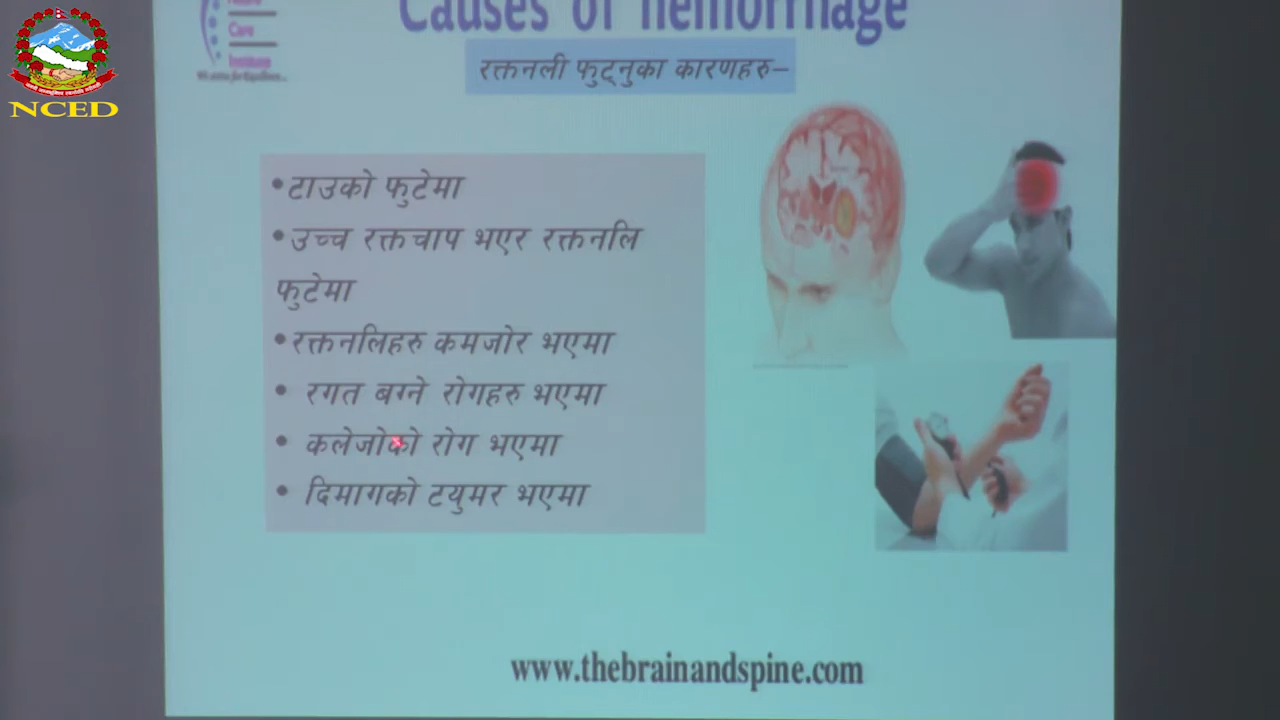 Causes of hemorrhage
Care
NCED
रक्तनली फुट्नुका कारणहरु–
•टाउको फुटेमा
•उच्च रक्तचाप भएर रक्तनलि
फुटेमा
•रक्तनलिहरु कमजोर भएमा
• रगत बग्ने रोगहरु भएमा
• कलेजोको रोग भएमा
• दिमागको टयुमर भएमा
www.thebrainandspine.com